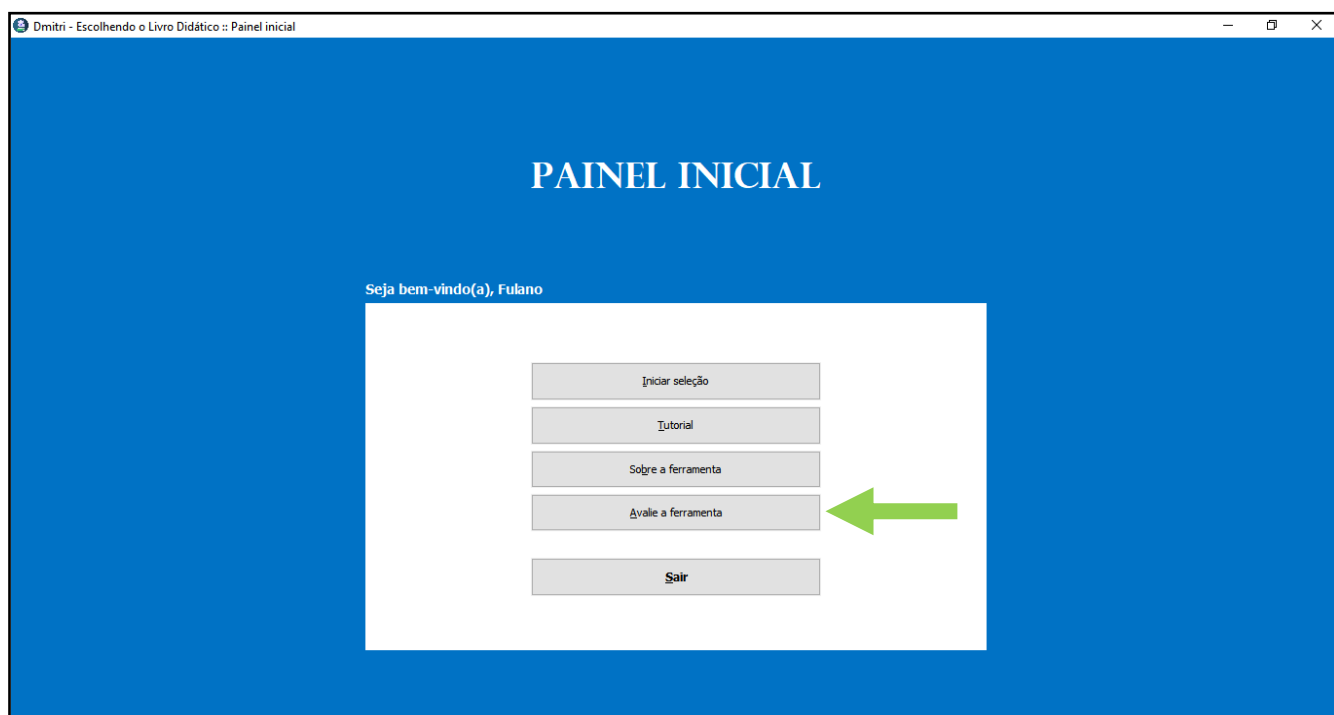 Dmitri - Escolhendo o Livro Didático :: Painel inicial
PAINEL INICIAL
Seja bem-vindo(a), Fulano
Iniciar seleção
Tutorial
Sobre a ferramenta
Avalie a ferramenta
Sair